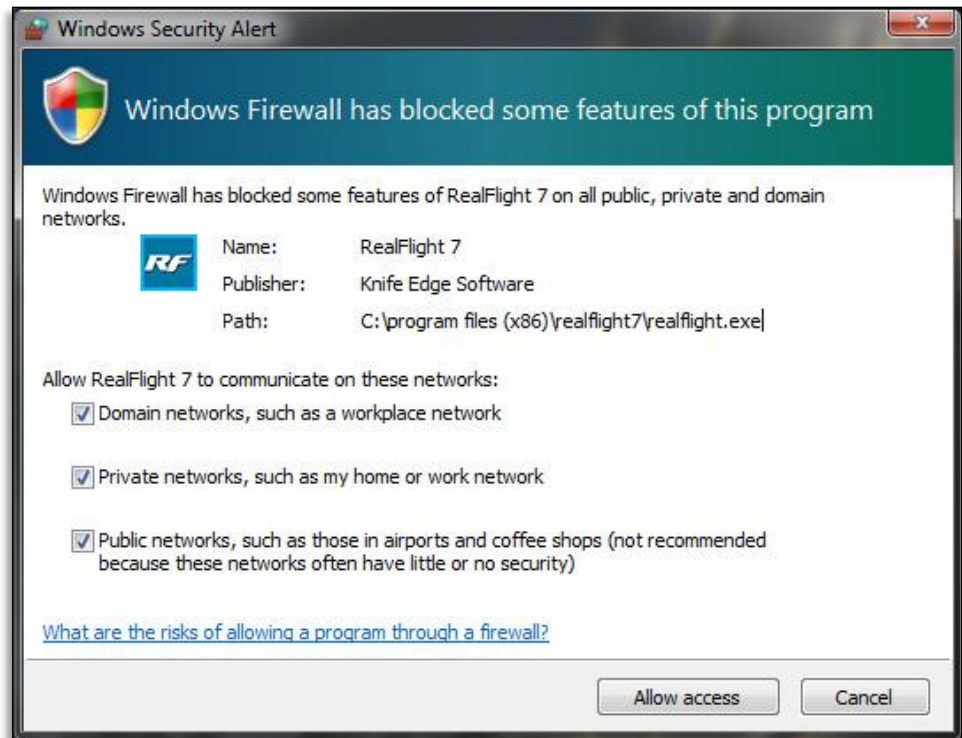 Windows Security Alert
Windows Firewall has blocked some features of this program
Windows Firewall has blocked some features of RealFlight 7 on all public, private and domain
networks.
RF
Name: RealFlight 7
Publisher: Knife Edge Software
Path: C:\program files (x86)\realflight7\realflight.exe
Allow RealFlight 7 to communicate on these networks:
Domain networks, such as a workplace network
Private networks, such as my home or work network
Public networks, such as those in airports and coffee shops (not recommended
because these networks often have little or no security)
What are the risks of allowing a program through a firewall?
Allow access Cancel